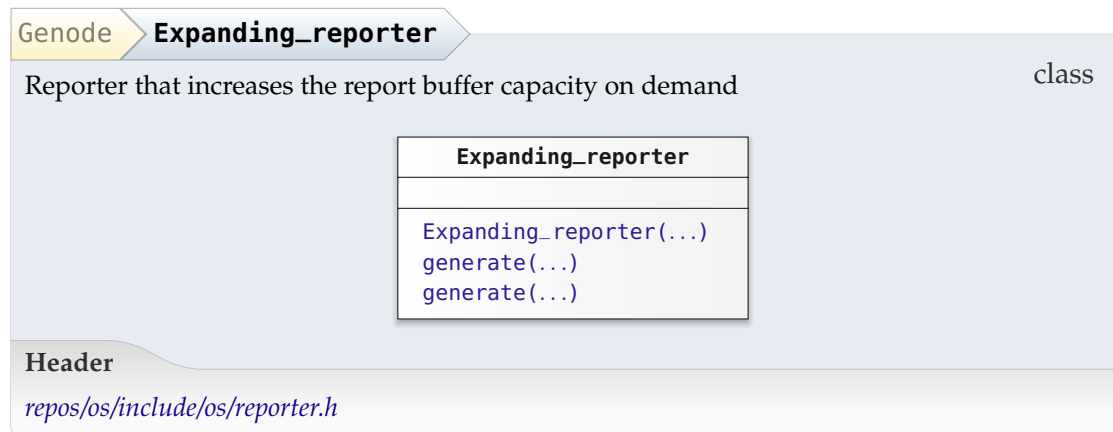 Genode Expanding_reporter
Reporter that increases the report buffer capacity on demand
class
Expanding_reporter
Expanding_reporter(...)
generate(...)
generate(...)
Header
repos/os/include/os/reporter.h